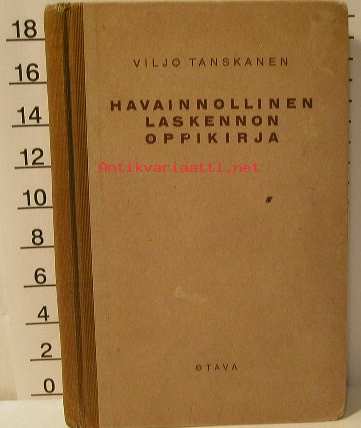 VILJO TANSKANEN
HAVAINNOLLINEN
LASKENNON
OPPIKIRJA
Antikvariaatti.net
OTAVA
18
16
14
12
10
8
6
4
2
0